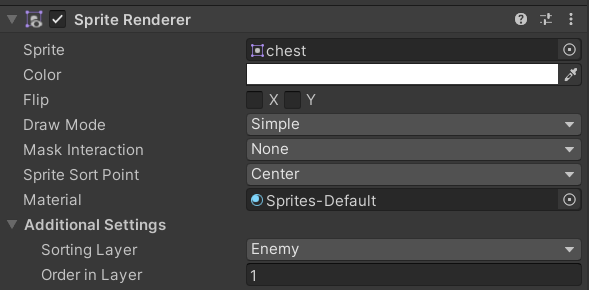 Sprite Renderer
Sprite chest
Color
Flip X Y
Draw Mode Simple
Mask Interaction None
Sprite Sort Point Center
Material Sprites-Default
Additional Settings
Sorting Layer Enemy
Order in Layer 1